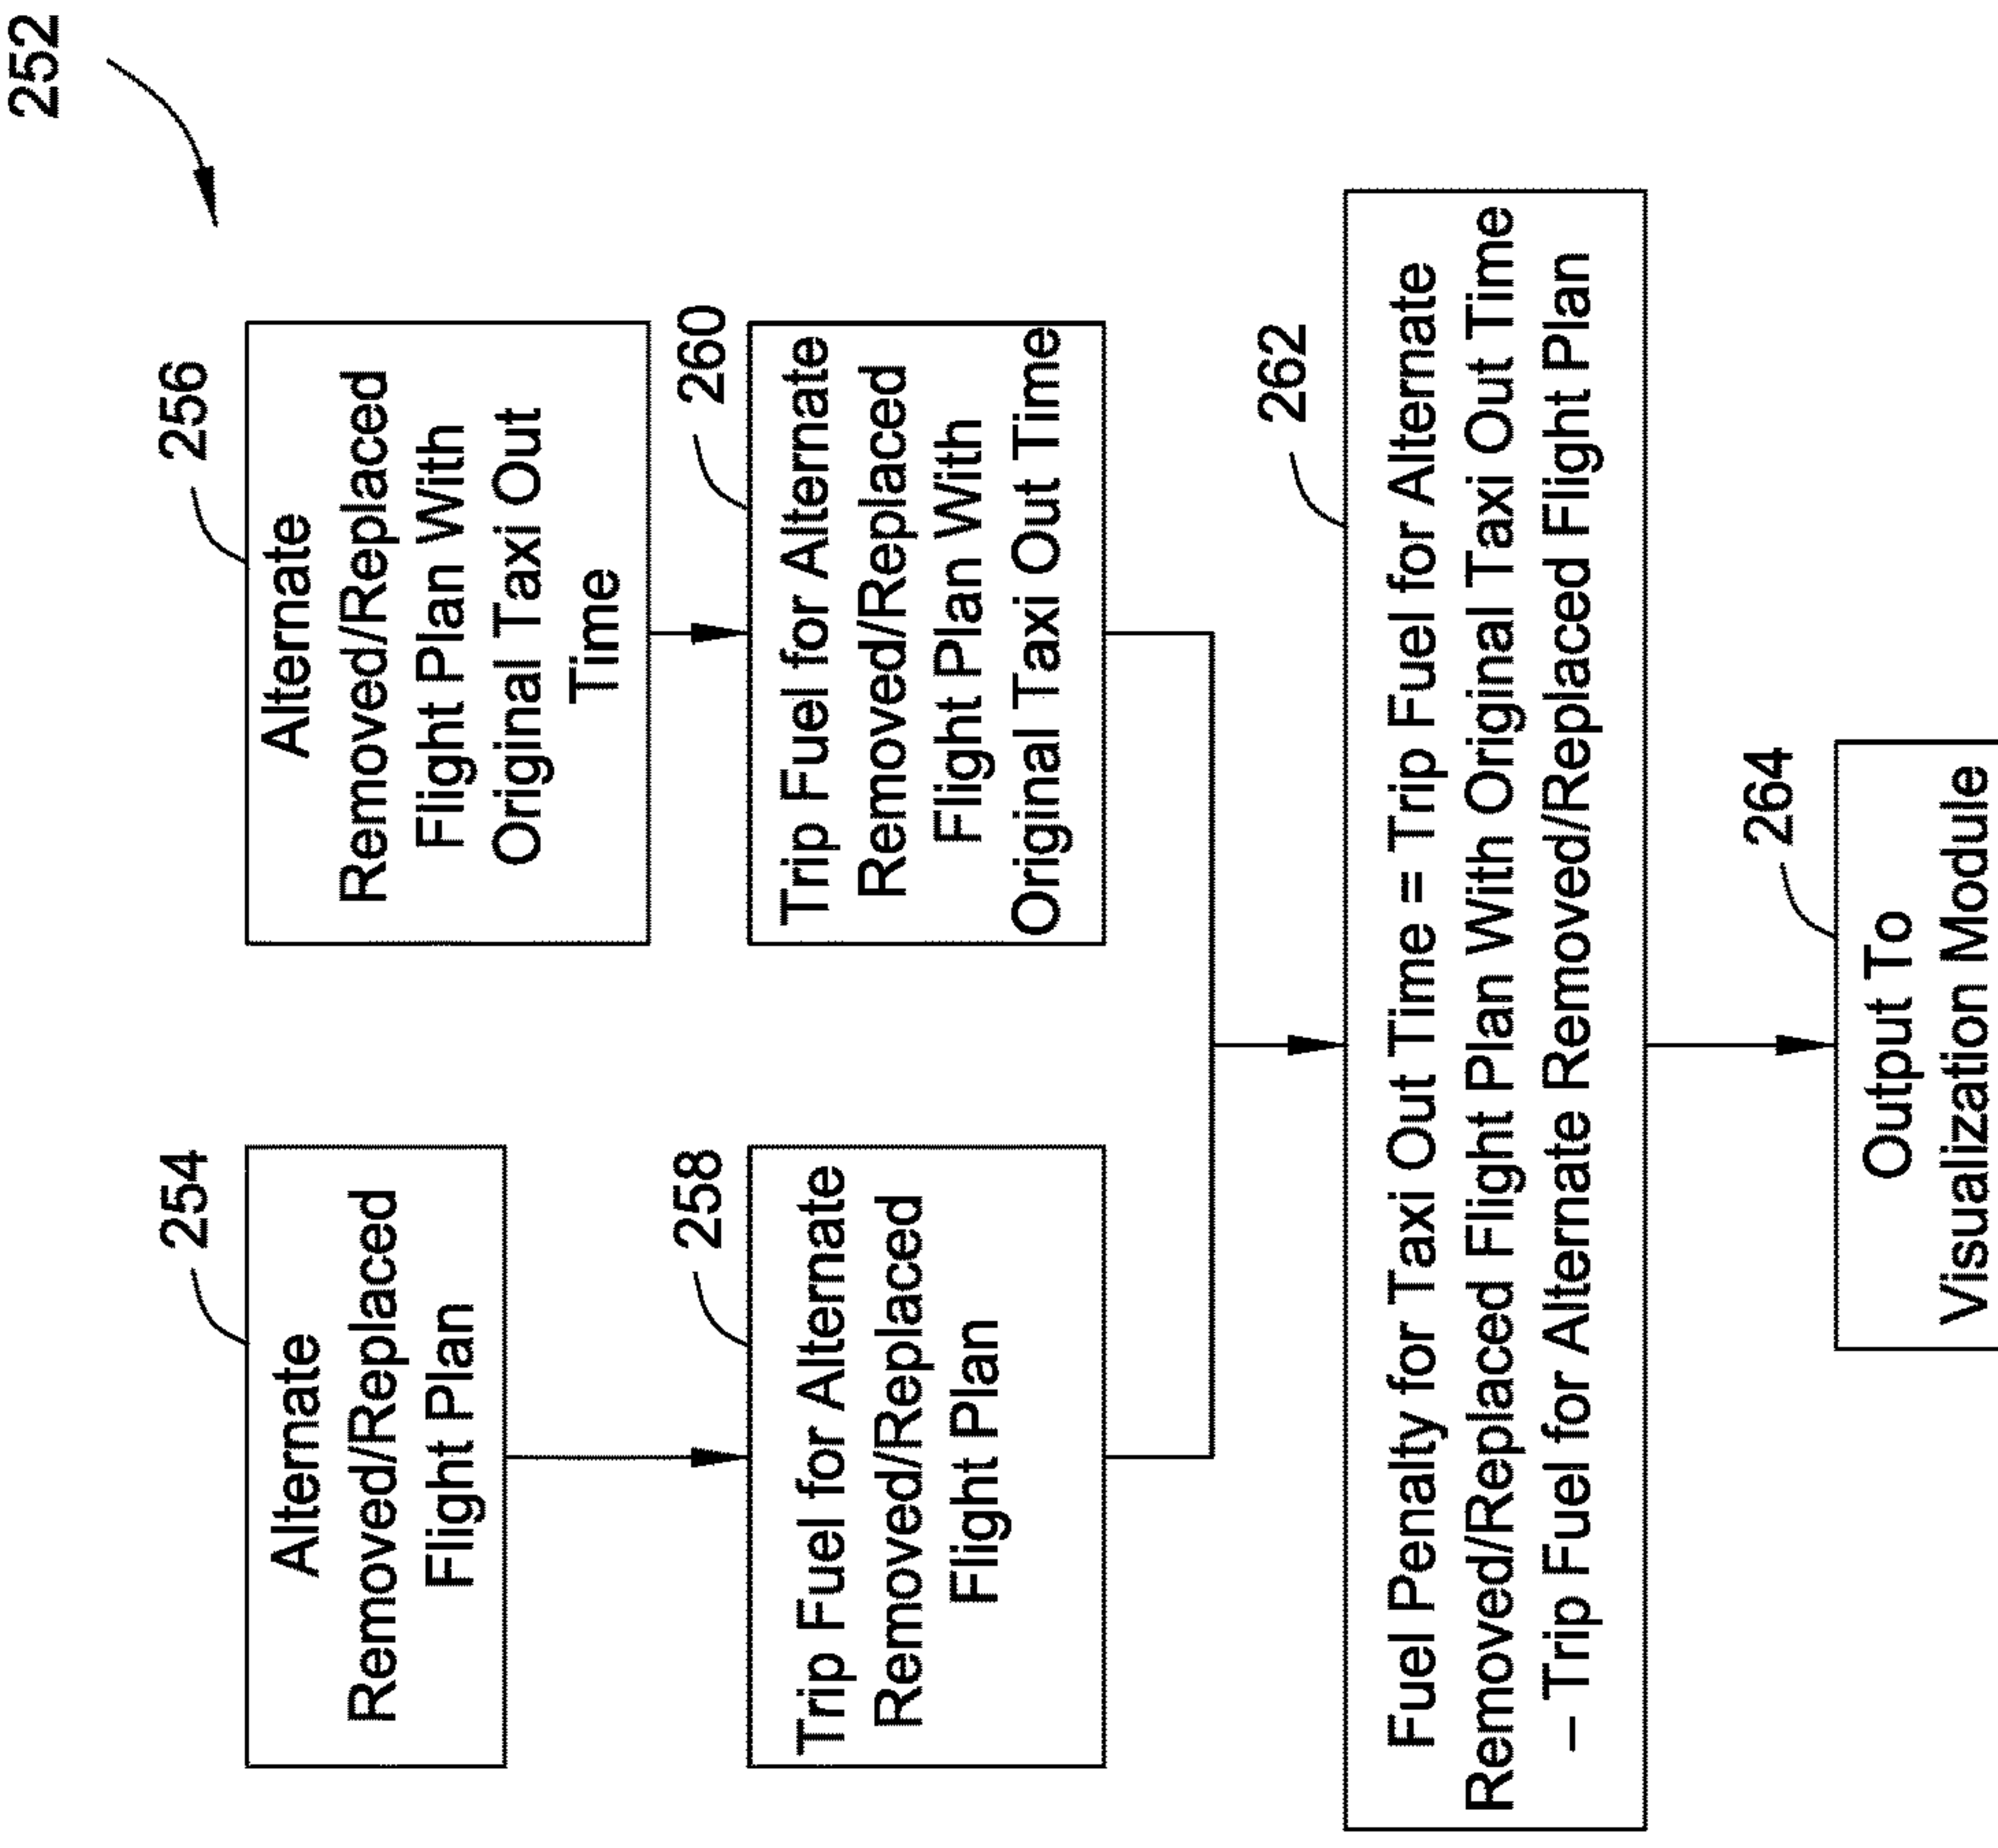 252
254
Alternate
Removed/Replaced
Flight Plan
256
Alternate
Removed/Replaced
Flight Plan With
Original Taxi Out
Time
258
Trip Fuel for Alternate
Removed/Replaced
Flight Plan
260
Trip Fuel for Alternate
Removed/Replaced
Flight Plan With
Original Taxi Out Time
262
Fuel Penalty for Taxi Out Time = Trip Fuel for Alternate
Removed/Replaced Flight Plan With Original Taxi Out Time
– Trip Fuel for Alternate Removed/Replaced Flight Plan
264
Output To
Visualization Module